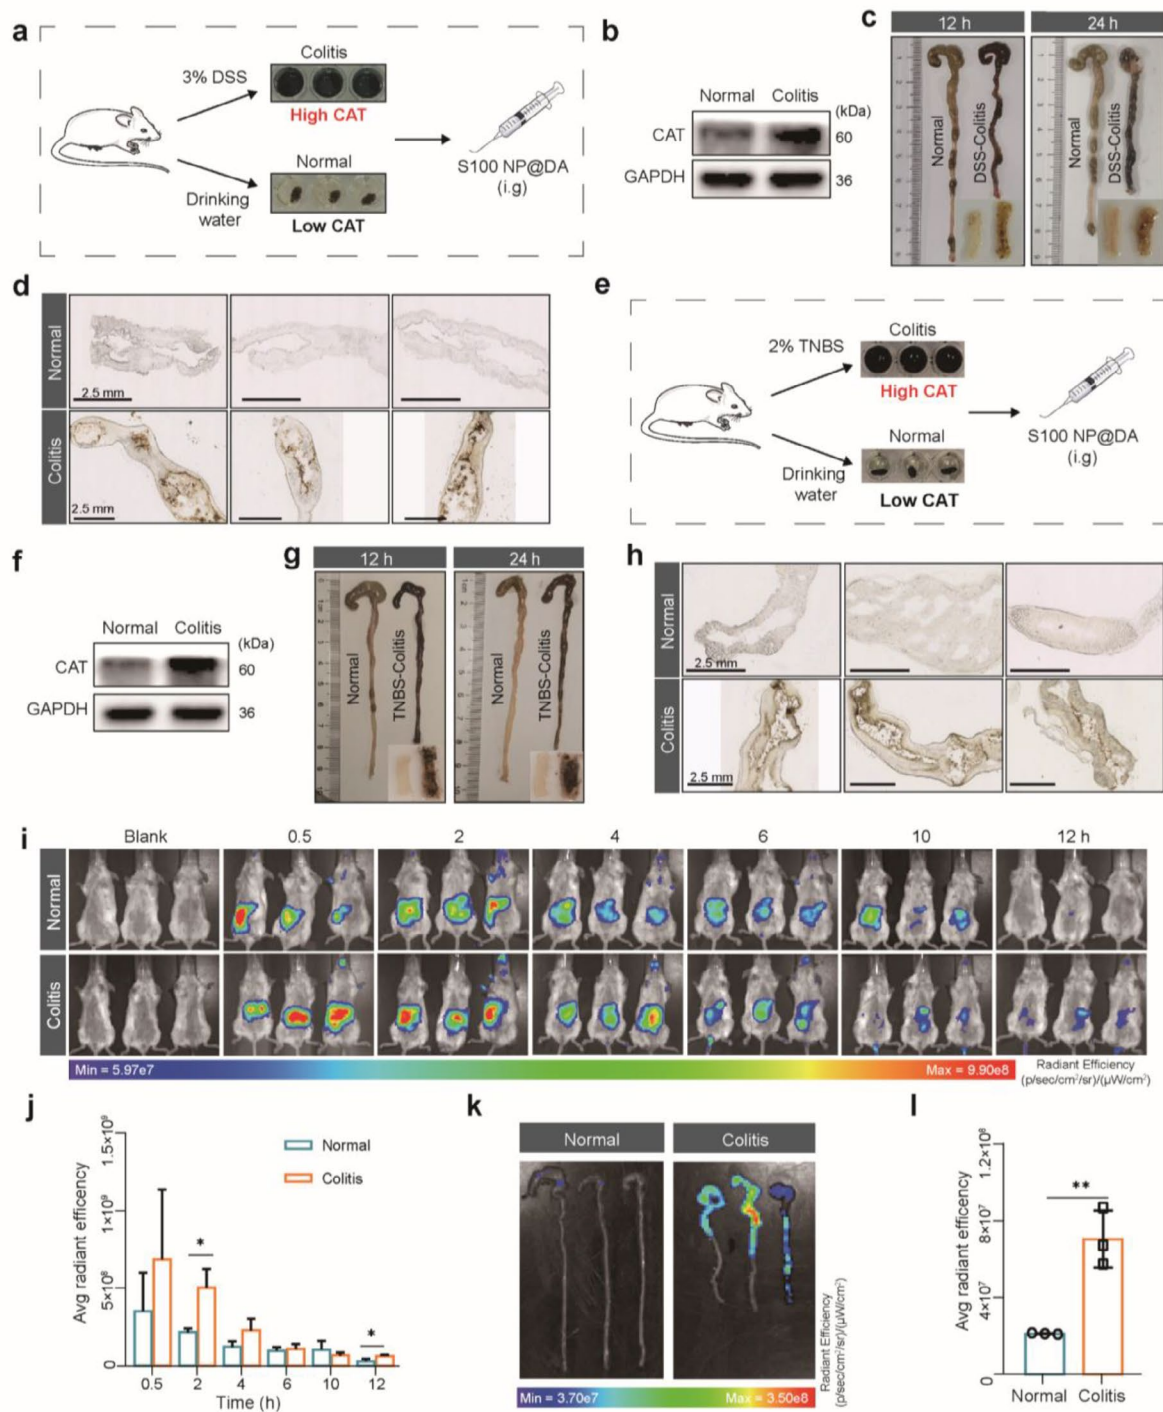 a
Colitis
3% DSS
High CAT
Normal
Drinking
water
Low CAT
S100 NP@DA
(i.g)
b
Normal Colitis
(kDa)
CAT
60
GAPDH
36
c
12 h
24 h
Normal
DSS-Colitis
Normal
DSS-Colitis
d
Normal
2.5 mm
Colitis
2.5 mm
e
Colitis
2% TNBS
High CAT
Normal
Drinking
water
Low CAT
S100 NP@DA
(i.g)
f
Normal Colitis
(kDa)
CAT
60
GAPDH
36
g
12 h
24 h
Normal
TNBS-Colitis
Normal
TNBS-Colitis
h
Normal
2.5 mm
Colitis
2.5 mm
i
Blank 0.5 2 4 6 10 12 h
Normal
Colitis
Min = 5.97e7
Max = 9.90e8
Radiant Efficiency
(p/sec/cm²/sr)/(μW/cm²)
j
Avg radiant efficency
1.5×10⁹
1×10⁹
5×10⁸
0
Normal
Colitis
*
*
0.5 2 4 6 10 12
Time (h)
k
Normal
Colitis
Min = 3.70e7
Max = 3.50e8
Radiant Efficiency
(p/sec/cm²/sr)/(μW/cm²)
l
Avg radiant efficency
1.2×10⁸
8×10⁷
4×10⁷
0
**
Normal Colitis